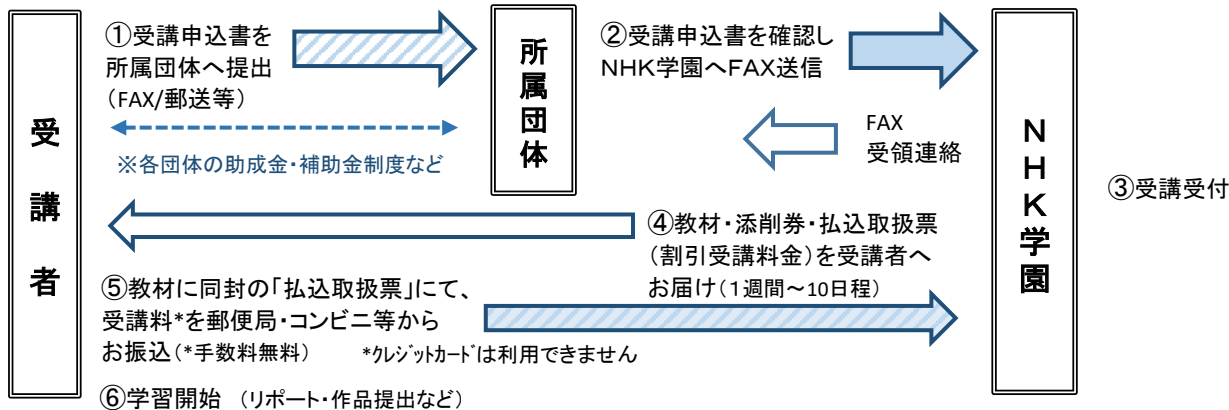 受講者
①受講申込書を
所属団体へ提出
（FAX/郵送等）
※各団体の助成金・補助金制度など
所属団体
②受講申込書を確認し
ＮＨＫ学園へFAX送信
FAX
受領連絡
ＮＨＫ学園
③受講受付
④教材・添削券・払込取扱票
（割引受講料金）を受講者へ
お届け（１週間～10日程）
⑤教材に同封の「払込取扱票」にて、
受講料*を郵便局・コンビニ等から
お振込（*手数料無料）　*ｸﾚｼﾞｯﾄｶｰﾄﾞは利用できません
⑥学習開始　（リポート・作品提出など）